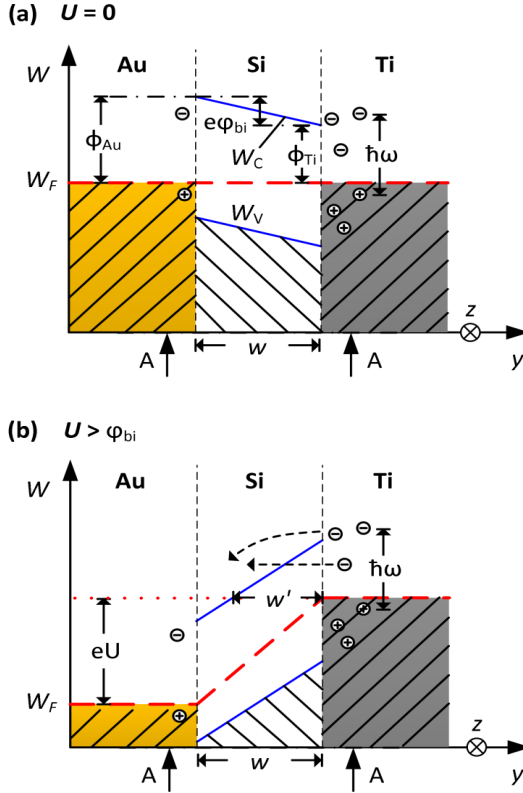 (a) U = 0
W
Au Si Ti
eφbi
ΦAu
WC
ΦTi
ħω
WF
WV
z
A w A y
(b) U > φbi
W
Au Si Ti
ħω
w'
eU
WF
z
A w A y